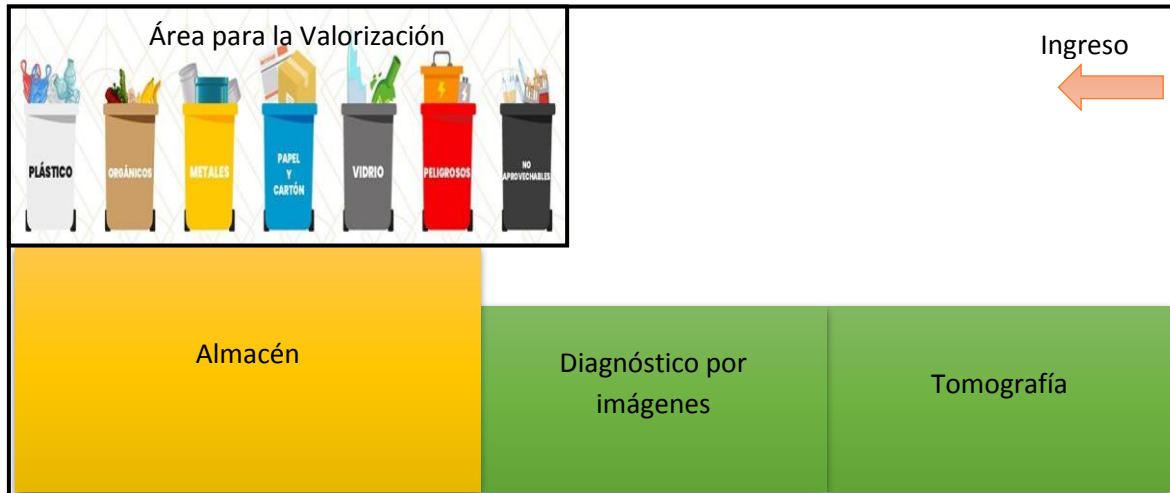 Área para la Valorización
Ingreso
PLÁSTICO
ORGÁNICOS
METALES
PAPEL
Y
CARTÓN
VIDRIO
PELIGROSOS
NO
APROVECHABLES
Almacén
Diagnóstico por
imágenes
Tomografía